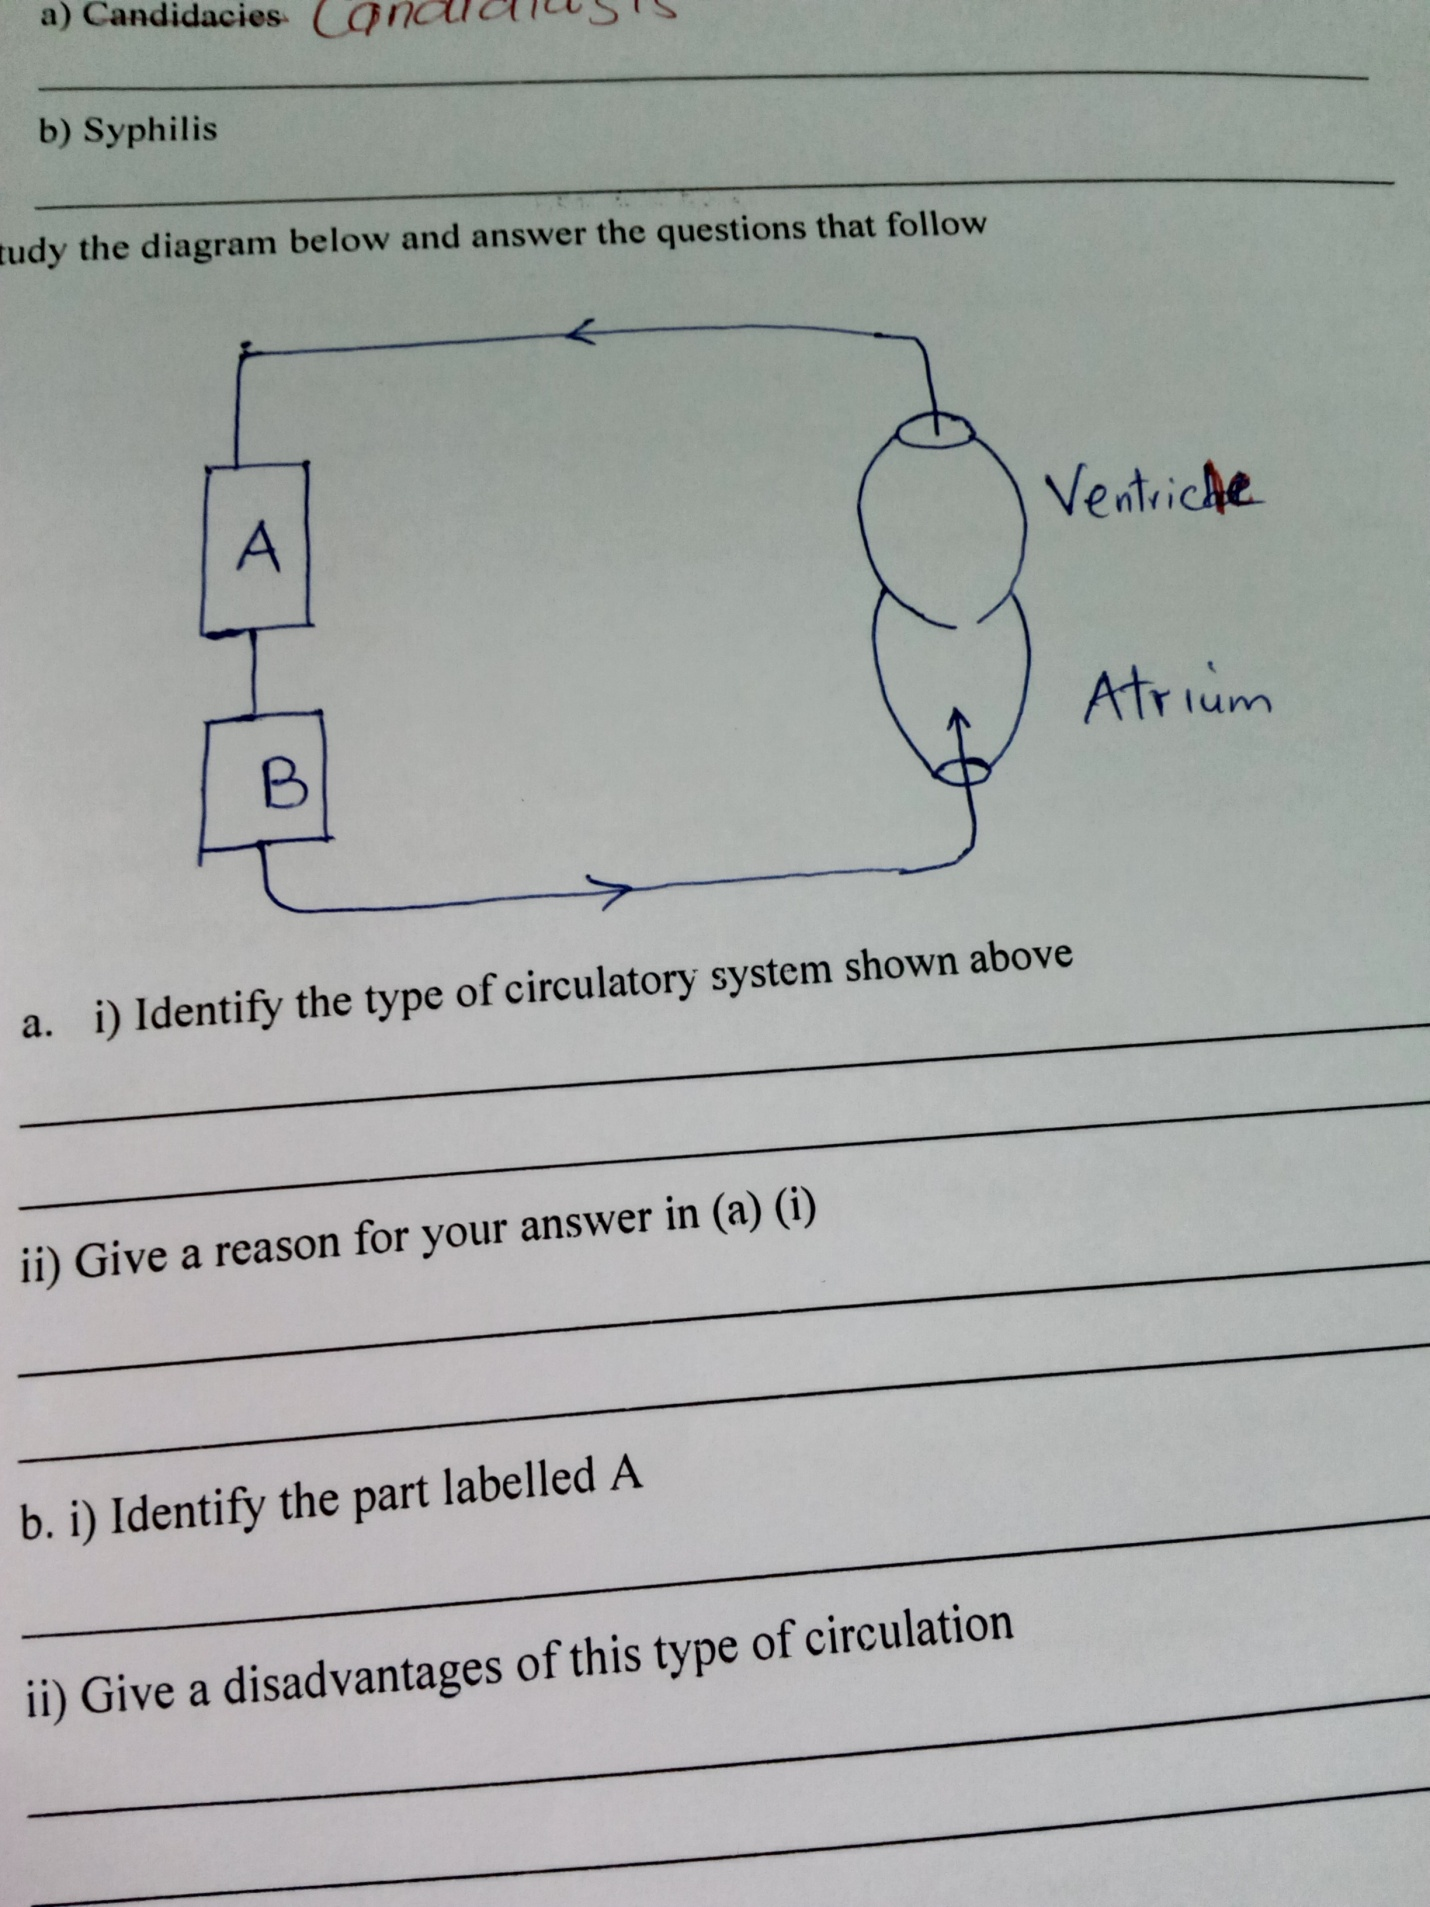 a) Candidacies Candidiasis
b) Syphilis
tudy the diagram below and answer the questions that follow
A
Ventricle
Atrium
B
a. i) Identify the type of circulatory system shown above
ii) Give a reason for your answer in (a) (i)
b. i) Identify the part labelled A
ii) Give a disadvantages of this type of circulation